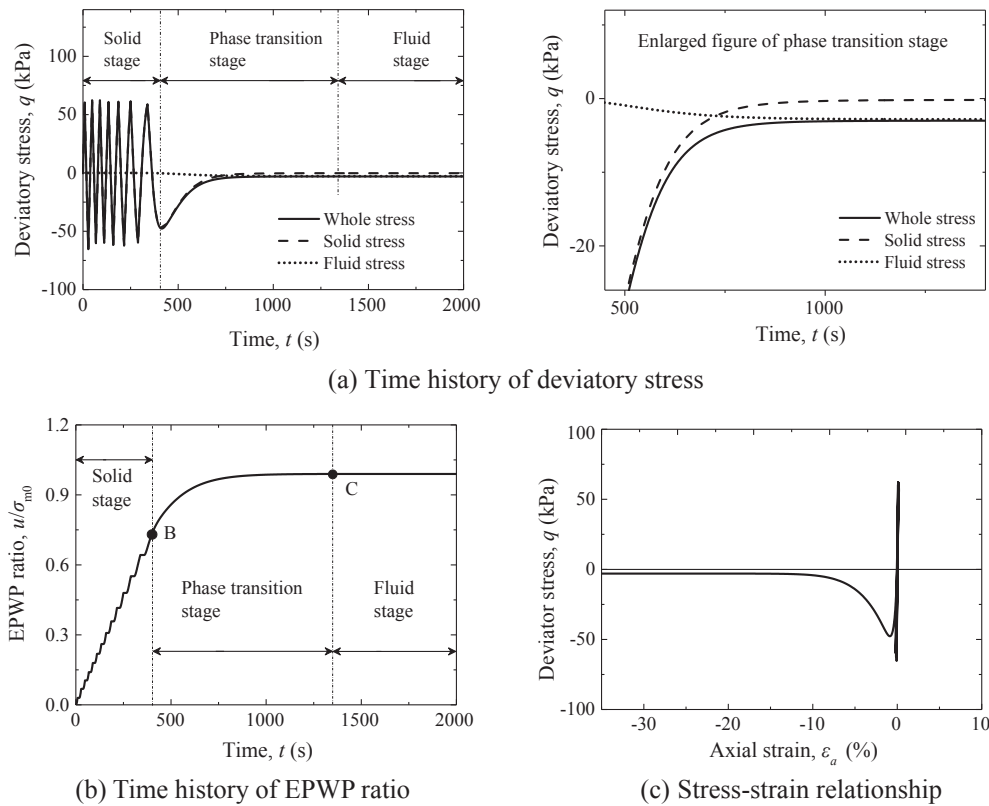 Solid stage
Phase transition stage
Fluid stage
100
50
0
-50
-100
Deviatory stress, q (kPa)
Whole stress
Solid stress
Fluid stress
0 500 1000 1500 2000
Time, t (s)
Enlarged figure of phase transition stage
0
-20
Deviatory stress, q (kPa)
Whole stress
Solid stress
Fluid stress
500 1000
Time, t (s)
(a) Time history of deviatory stress
1.2
0.9
0.6
0.3
0.0
EPWP ratio, u/σm0
Solid stage
B
C
Phase transition stage
Fluid stage
0 500 1000 1500 2000
Time, t (s)
(b) Time history of EPWP ratio
100
50
0
-50
-100
Deviator stress, q (kPa)
-30 -20 -10 0 10
Axial strain, εa (%)
(c) Stress-strain relationship